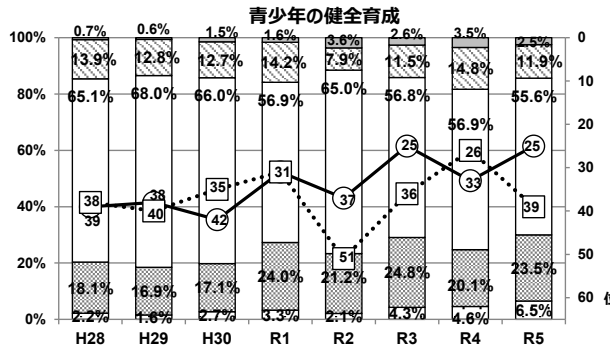 青少年の健全育成
100% 0.7% 0.6% 1.5% 1.6% 3.6% 2.6% 3.5% 2.5% 0
13.9% 12.8% 12.7% 14.2% 7.9% 11.5% 14.8% 11.9%
65.1% 68.0% 66.0% 56.9% 65.0% 56.8% 56.9% 55.6% 10
80%
20
60%
38 38 35 31 37 25 26 25 30
39 40 42 51 36 33 39 40
40%
50
20%
18.1% 16.9% 17.1% 24.0% 21.2% 24.8% 20.1% 23.5%
2.2% 1.6% 2.7% 3.3% 2.1% 4.3% 4.6% 6.5% 60 位
0%
H28 H29 H30 R1 R2 R3 R4 R5